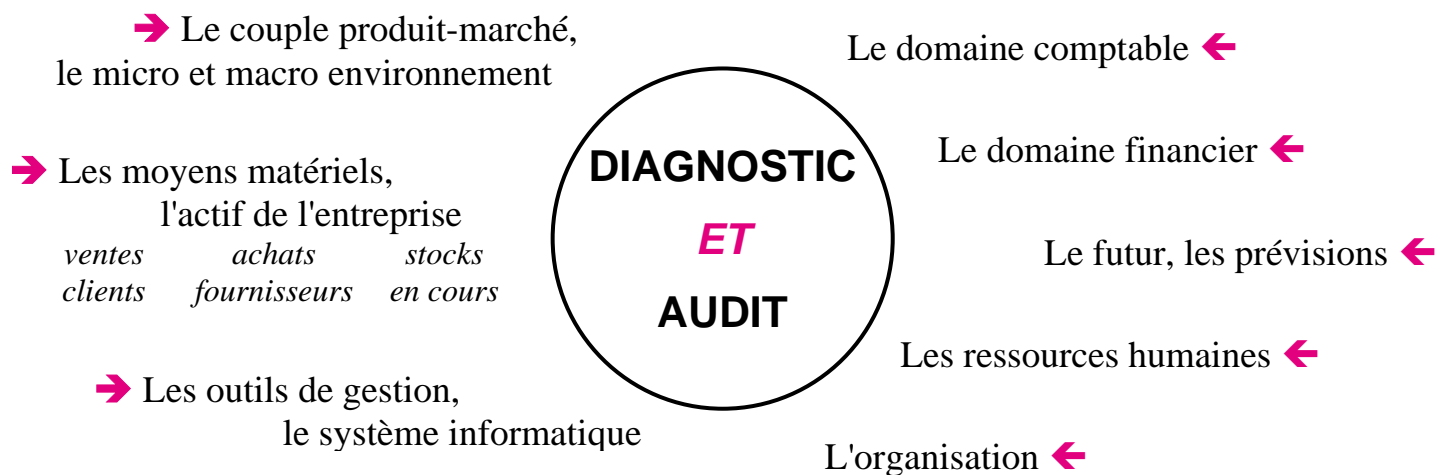 ➔ Le couple produit-marché,
le micro et macro environnement
➔ Les moyens matériels,
l'actif de l'entreprise
ventes achats stocks
clients fournisseurs en cours
➔ Les outils de gestion,
le système informatique
DIAGNOSTIC
ET
AUDIT
Le domaine comptable 🡸
Le domaine financier 🡸
Le futur, les prévisions 🡸
Les ressources humaines 🡸
L'organisation 🡸